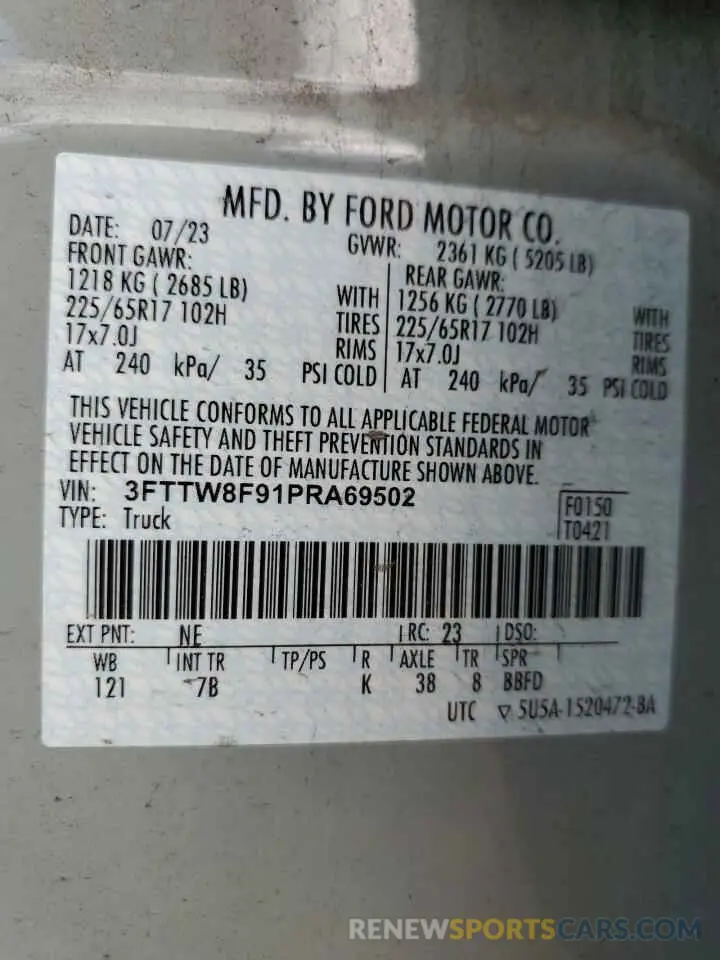 MFD. BY FORD MOTOR CO.
DATE: 07/23 GVWR: 2361 KG ( 5205 LB)
FRONT GAWR: REAR GAWR:
1218 KG ( 2685 LB) WITH 1256 KG ( 2770 LB) WITH
225/65R17 102H TIRES 225/65R17 102H TIRES
17x7.0J RIMS 17x7.0J RIMS
AT 240 kPa/ 35 PSI COLD AT 240 kPa/ 35 PSI COLD
THIS VEHICLE CONFORMS TO ALL APPLICABLE FEDERAL MOTOR
VEHICLE SAFETY AND THEFT PREVENTION STANDARDS IN
EFFECT ON THE DATE OF MANUFACTURE SHOWN ABOVE.
VIN: 3FTTW8F91PRA69502 F0150
TYPE: Truck T0421
EXT PNT: NE RC: 23 DSO:
WB INT TR TP/PS R AXLE TR SPR
121 7B K 38 8 BBFD
UTC ▽ 5U5A-1520472-BA
RENEWSPORTSCARS.COM